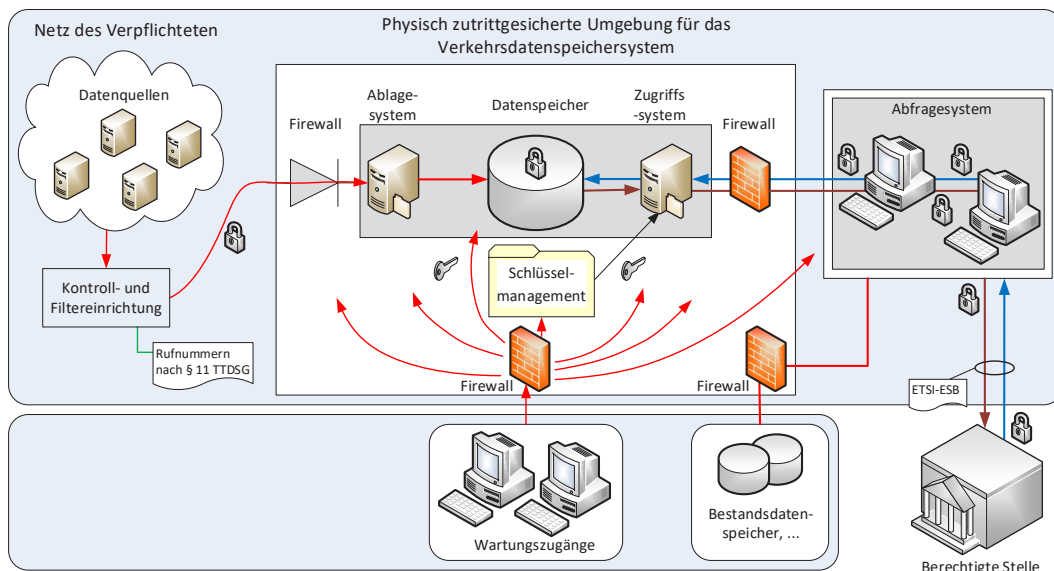 Netz des Verpflichteten
Physisch zutrittgesicherte Umgebung für das
Verkehrsdatenspeichersystem
Datenquellen
Firewall
Ablage-
system
Datenspeicher
Zugriffs
-system
Firewall
Abfragesystem
Kontroll- und
Filtereinrichtung
Schlüssel-
management
Rufnummern
nach § 11 TTDSG
Firewall
Firewall
ETSI-ESB
Wartungszugänge
Bestandsdaten-
speicher, ...
Berechtigte Stelle